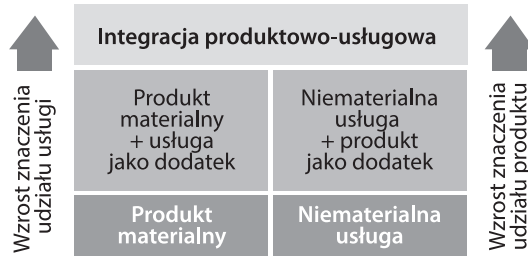 Integracja produktowo-usługowa
Wzrost znaczenia
udziału usługi
Produkt
materialny
+ usługa
jako dodatek
Niematerialna
usługa
+ produkt
jako dodatek
Produkt
materialny
Niematerialna
usługa
Wzrost znaczenia
udziału produktu